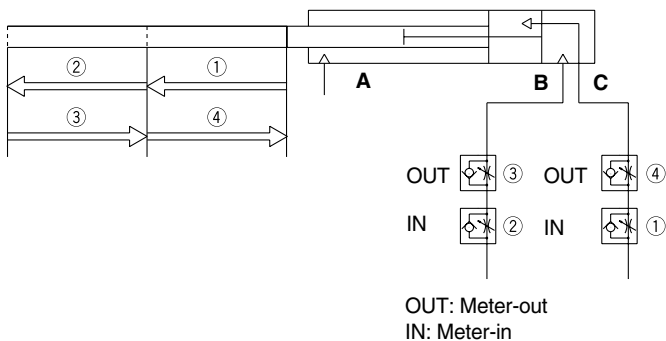 ② ①
③ ④
A B C
OUT ③ OUT ④
IN ② IN ①
OUT: Meter-out
IN: Meter-in